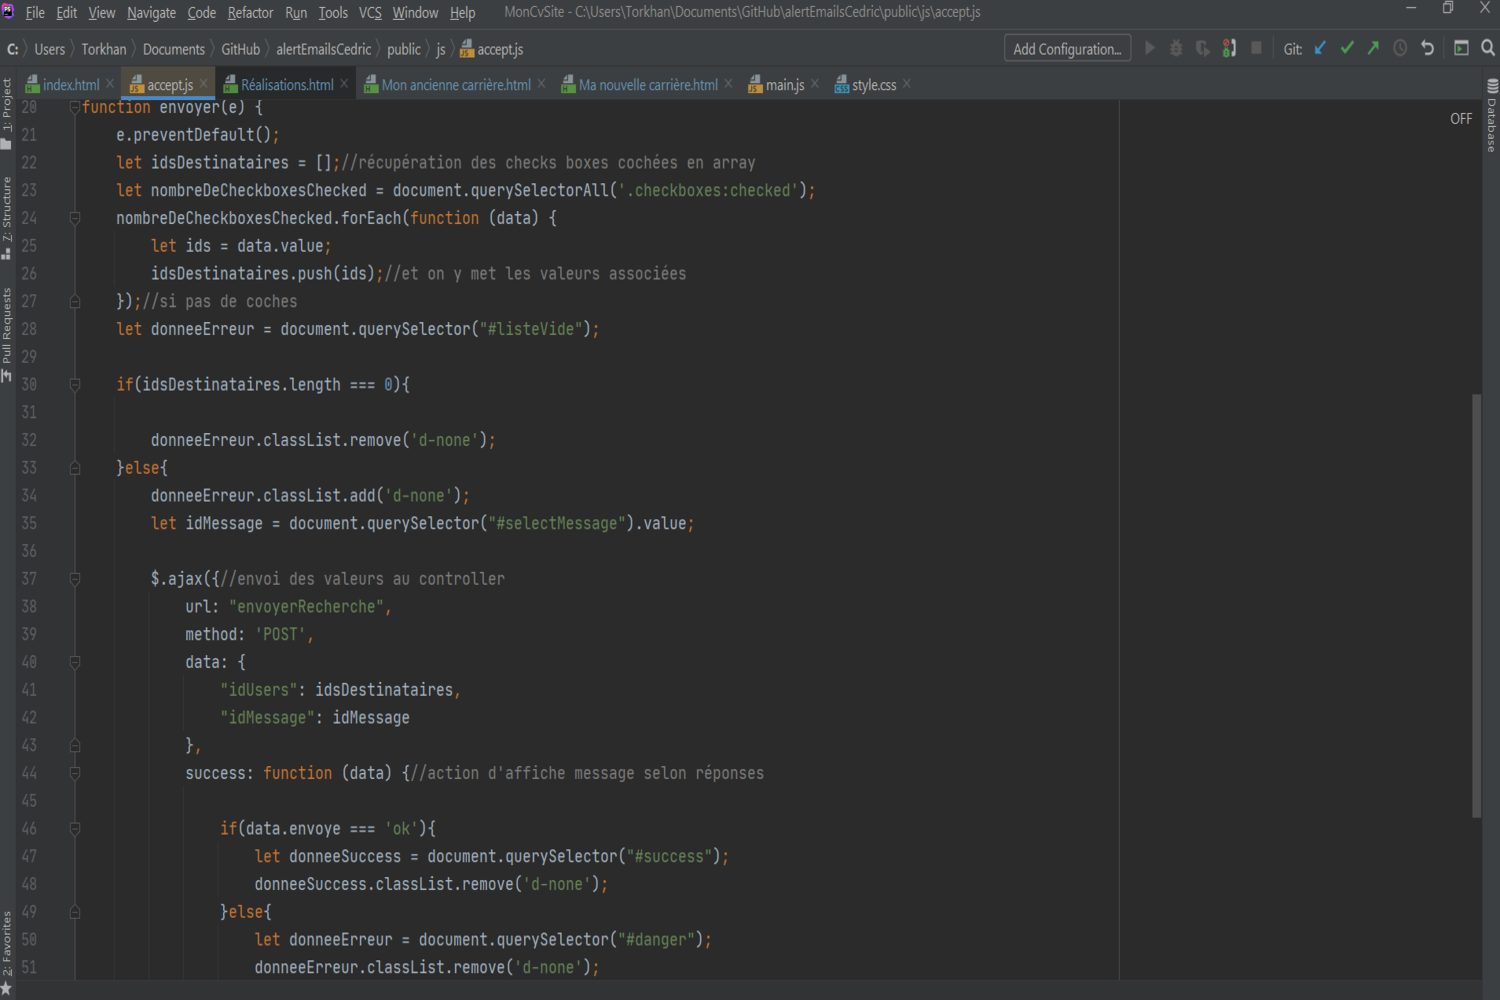 File Edit View Navigate Code Refactor Run Tools VCS Window Help MonCvSite - C:\Users\Torkhan\Documents\GitHub\alertEmailsCedric\public\js\accept.js
C: Users Torkhan Documents GitHub alertEmailsCedric public js accept.js Add Configuration... Git:
index.html accept.js Réalisations.html Mon ancienne carrière.html Ma nouvelle carrière.html main.js style.css
1: Project
Z: Structure
Pull Requests
2: Favorites
Database
OFF
20 function envoyer(e) {
21 e.preventDefault();
22 let idsDestinataires = [];//récupération des checks boxes cochées en array
23 let nombreDeCheckboxesChecked = document.querySelectorAll('.checkboxes:checked');
24 nombreDeCheckboxesChecked.forEach(function (data) {
25 let ids = data.value;
26 idsDestinataires.push(ids);//et on y met les valeurs associées
27 });//si pas de coches
28 let donneeErreur = document.querySelector("#listeVide");
29
30 if(idsDestinataires.length === 0){
31
32 donneeErreur.classList.remove('d-none');
33 }else{
34 donneeErreur.classList.add('d-none');
35 let idMessage = document.querySelector("#selectMessage").value;
36
37 $.ajax({//envoi des valeurs au controller
38 url: "envoyerRecherche",
39 method: 'POST',
40 data: {
41 "idUsers": idsDestinataires,
42 "idMessage": idMessage
43 },
44 success: function (data) {//action d'affiche message selon réponses
45
46 if(data.envoye === 'ok'){
47 let donneeSuccess = document.querySelector("#success");
48 donneeSuccess.classList.remove('d-none');
49 }else{
50 let donneeErreur = document.querySelector("#danger");
51 donneeErreur.classList.remove('d-none');